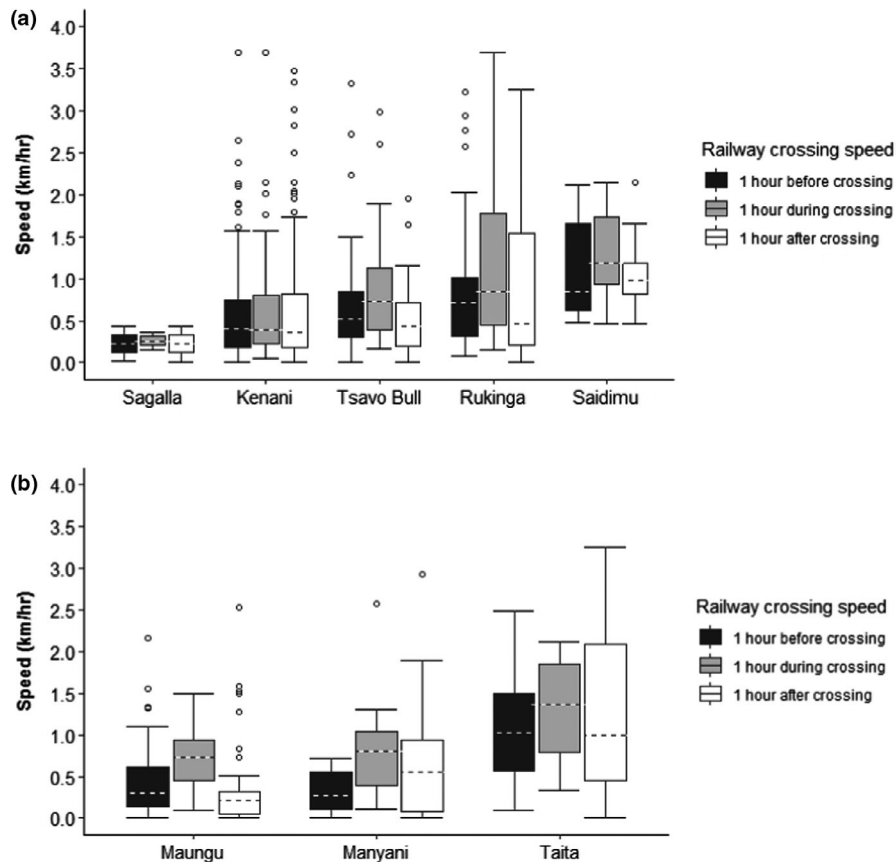 (a)
4.0
3.5
3.0
2.5
2.0
1.5
1.0
0.5
0.0
Speed (km/hr)
Sagalla Kenani Tsavo Bull Rukinga Saidimu
Railway crossing speed
1 hour before crossing
1 hour during crossing
1 hour after crossing
(b)
4.0
3.5
3.0
2.5
2.0
1.5
1.0
0.5
0.0
Speed (km/hr)
Maungu Manyani Taita
Railway crossing speed
1 hour before crossing
1 hour during crossing
1 hour after crossing